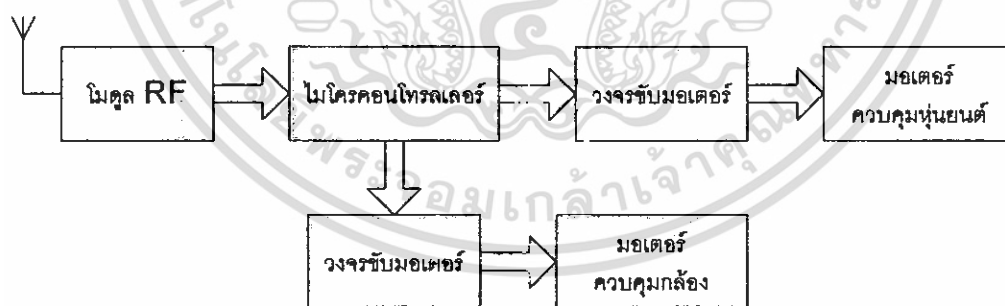 โมดูล RF
ไมโครคอนโทรลเลอร์
วงจรขับมอเตอร์
มอเตอร์
ควบคุมหุ่นยนต์
วงจรขับมอเตอร์
มอเตอร์
ควบคุมกล้อง